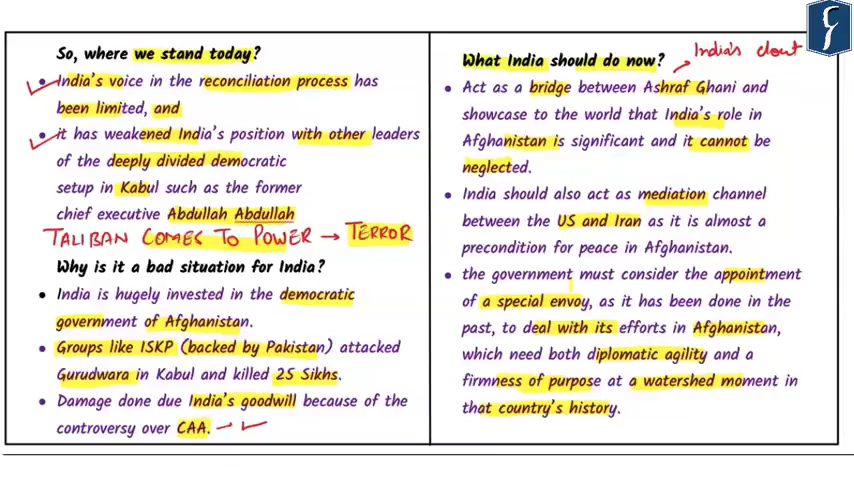 So, where we stand today?
India's voice in the reconciliation process has
been limited, and
it has weakened India's position with other leaders
of the deeply divided democratic
setup in Kabul such as the former
chief executive Abdullah Abdullah
TALIBAN COMES TO POWER → TERROR
Why is it a bad situation for India?
• India is hugely invested in the democratic
government of Afghanistan.
• Groups like ISKP (backed by Pakistan) attacked
Gurudwara in Kabul and killed 25 Sikhs.
• Damage done due India's goodwill because of the
controversy over CAA.
What India should do now?
India's clout
• Act as a bridge between Ashraf Ghani and
showcase to the world that India's role in
Afghanistan is significant and it cannot be
neglected.
• India should also act as mediation channel
between the US and Iran as it is almost a
precondition for peace in Afghanistan.
• the government must consider the appointment
of a special envoy, as it has been done in the
past, to deal with its efforts in Afghanistan,
which need both diplomatic agility and a
firmness of purpose at a watershed moment in
that country's history.